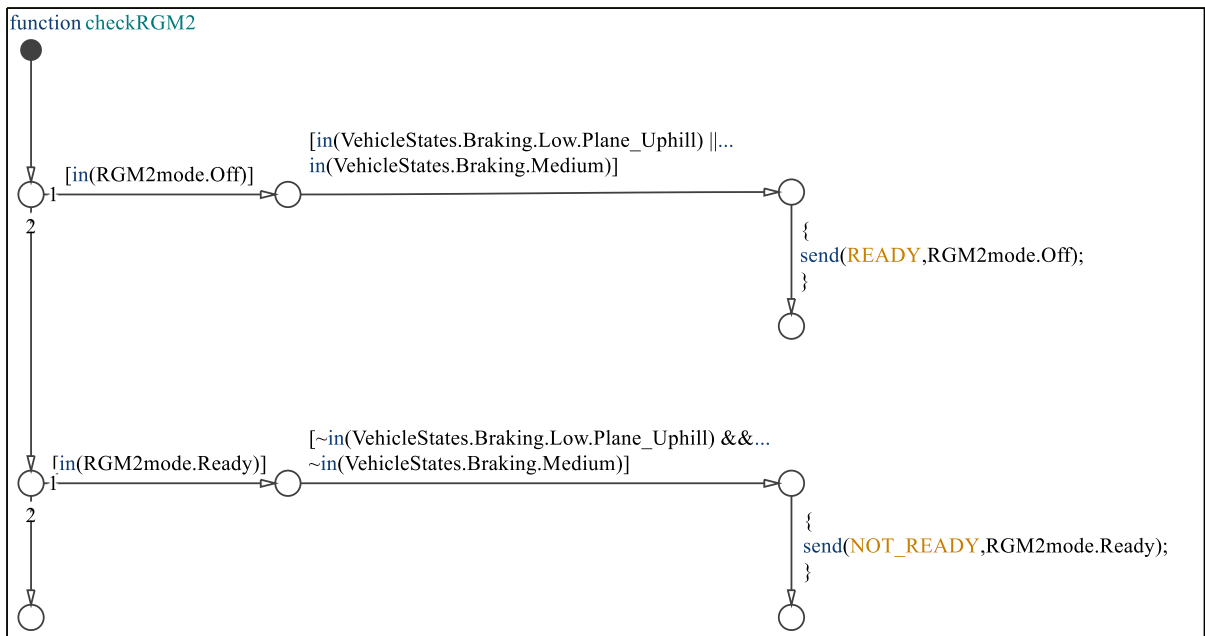 function checkRGM2
[in(VehicleStates.Braking.Low.Plane_Uphill) ||...
in(VehicleStates.Braking.Medium)]
[in(RGM2mode.Off)]
1
2
{
send(READY,RGM2mode.Off);
}
[~in(VehicleStates.Braking.Low.Plane_Uphill) &&...
~in(VehicleStates.Braking.Medium)]
[in(RGM2mode.Ready)]
1
2
{
send(NOT_READY,RGM2mode.Ready);
}